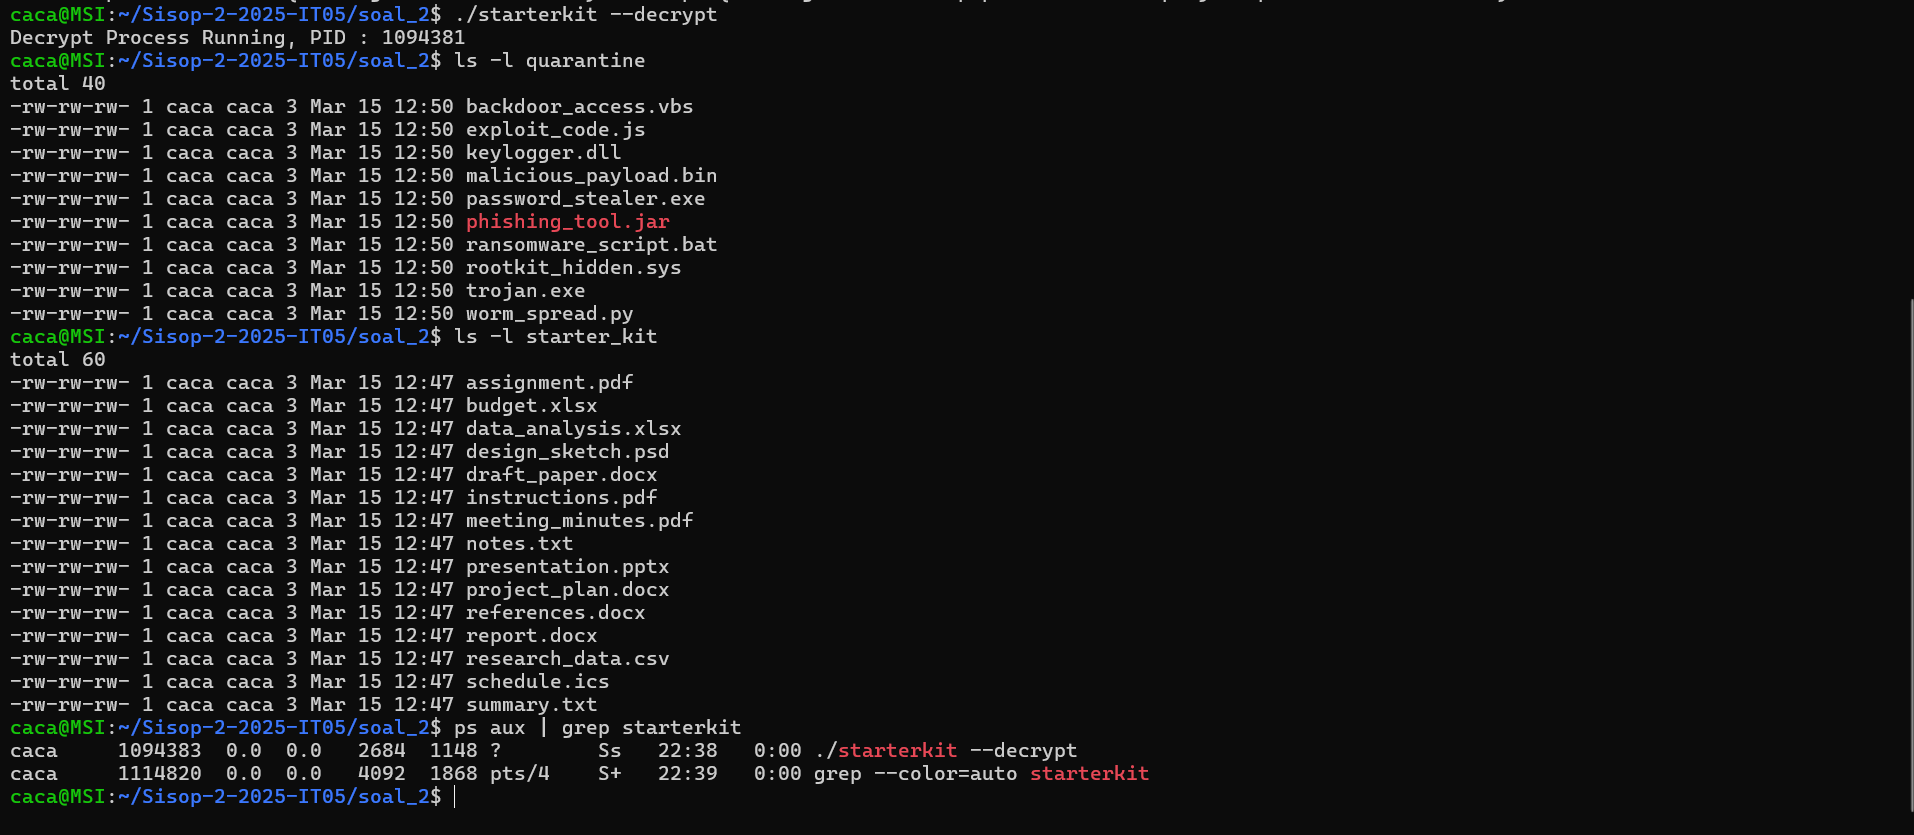 caca@MSI:~/Sisop-2-2025-IT05/soal_2$ ./starterkit --decrypt
Decrypt Process Running, PID : 1094381
caca@MSI:~/Sisop-2-2025-IT05/soal_2$ ls -l quarantine
total 40
-rw-rw-rw- 1 caca caca 3 Mar 15 12:50 backdoor_access.vbs
-rw-rw-rw- 1 caca caca 3 Mar 15 12:50 exploit_code.js
-rw-rw-rw- 1 caca caca 3 Mar 15 12:50 keylogger.dll
-rw-rw-rw- 1 caca caca 3 Mar 15 12:50 malicious_payload.bin
-rw-rw-rw- 1 caca caca 3 Mar 15 12:50 password_stealer.exe
-rw-rw-rw- 1 caca caca 3 Mar 15 12:50 phishing_tool.jar
-rw-rw-rw- 1 caca caca 3 Mar 15 12:50 ransomware_script.bat
-rw-rw-rw- 1 caca caca 3 Mar 15 12:50 rootkit_hidden.sys
-rw-rw-rw- 1 caca caca 3 Mar 15 12:50 trojan.exe
-rw-rw-rw- 1 caca caca 3 Mar 15 12:50 worm_spread.py
caca@MSI:~/Sisop-2-2025-IT05/soal_2$ ls -l starter_kit
total 60
-rw-rw-rw- 1 caca caca 3 Mar 15 12:47 assignment.pdf
-rw-rw-rw- 1 caca caca 3 Mar 15 12:47 budget.xlsx
-rw-rw-rw- 1 caca caca 3 Mar 15 12:47 data_analysis.xlsx
-rw-rw-rw- 1 caca caca 3 Mar 15 12:47 design_sketch.psd
-rw-rw-rw- 1 caca caca 3 Mar 15 12:47 draft_paper.docx
-rw-rw-rw- 1 caca caca 3 Mar 15 12:47 instructions.pdf
-rw-rw-rw- 1 caca caca 3 Mar 15 12:47 meeting_minutes.pdf
-rw-rw-rw- 1 caca caca 3 Mar 15 12:47 notes.txt
-rw-rw-rw- 1 caca caca 3 Mar 15 12:47 presentation.pptx
-rw-rw-rw- 1 caca caca 3 Mar 15 12:47 project_plan.docx
-rw-rw-rw- 1 caca caca 3 Mar 15 12:47 references.docx
-rw-rw-rw- 1 caca caca 3 Mar 15 12:47 report.docx
-rw-rw-rw- 1 caca caca 3 Mar 15 12:47 research_data.csv
-rw-rw-rw- 1 caca caca 3 Mar 15 12:47 schedule.ics
-rw-rw-rw- 1 caca caca 3 Mar 15 12:47 summary.txt
caca@MSI:~/Sisop-2-2025-IT05/soal_2$ ps aux | grep starterkit
caca     1094383  0.0  0.0   2684  1148 ?        Ss   22:38   0:00 ./starterkit --decrypt
caca     1114820  0.0  0.0   4092  1868 pts/4    S+   22:39   0:00 grep --color=auto starterkit
caca@MSI:~/Sisop-2-2025-IT05/soal_2$